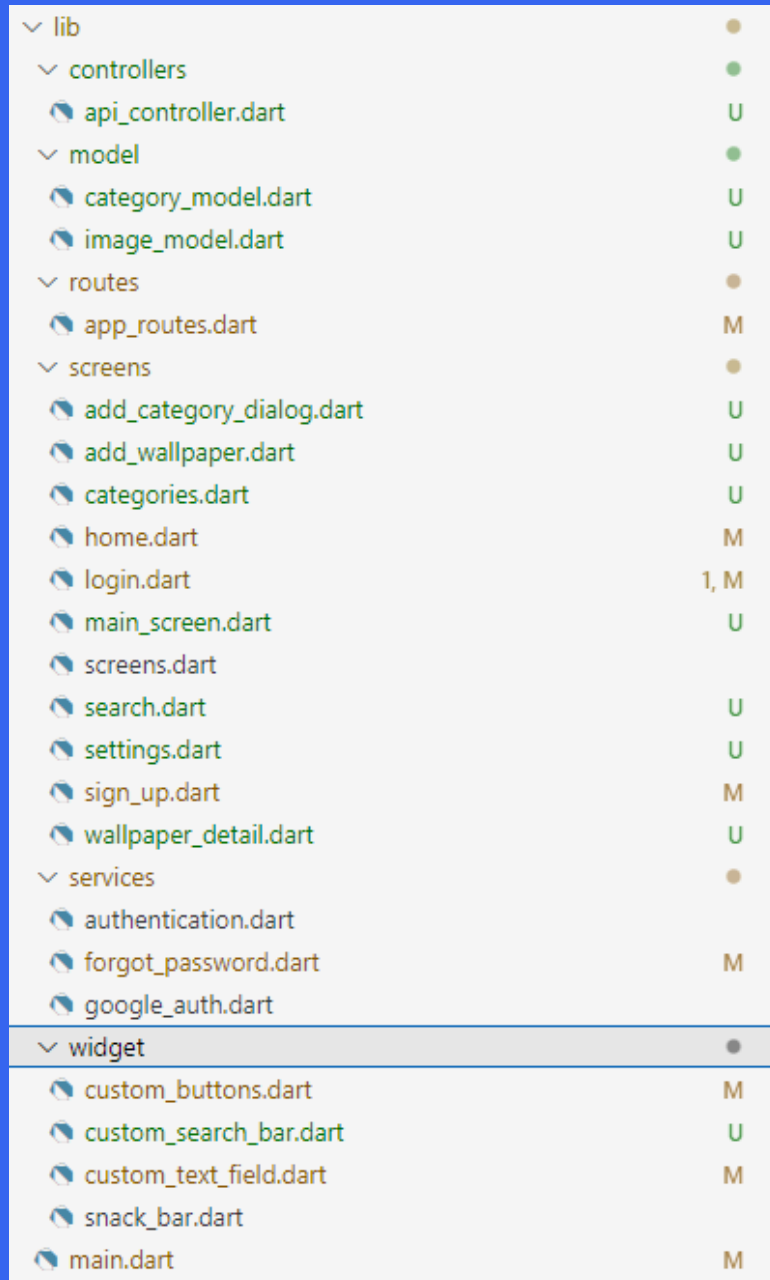 lib
controllers
api_controller.dart U
model
category_model.dart U
image_model.dart U
routes
app_routes.dart M
screens
add_category_dialog.dart U
add_wallpaper.dart U
categories.dart U
home.dart M
login.dart 1, M
main_screen.dart U
screens.dart
search.dart U
settings.dart U
sign_up.dart M
wallpaper_detail.dart U
services
authentication.dart
forgot_password.dart M
google_auth.dart
widget
custom_buttons.dart M
custom_search_bar.dart U
custom_text_field.dart M
snack_bar.dart
main.dart M